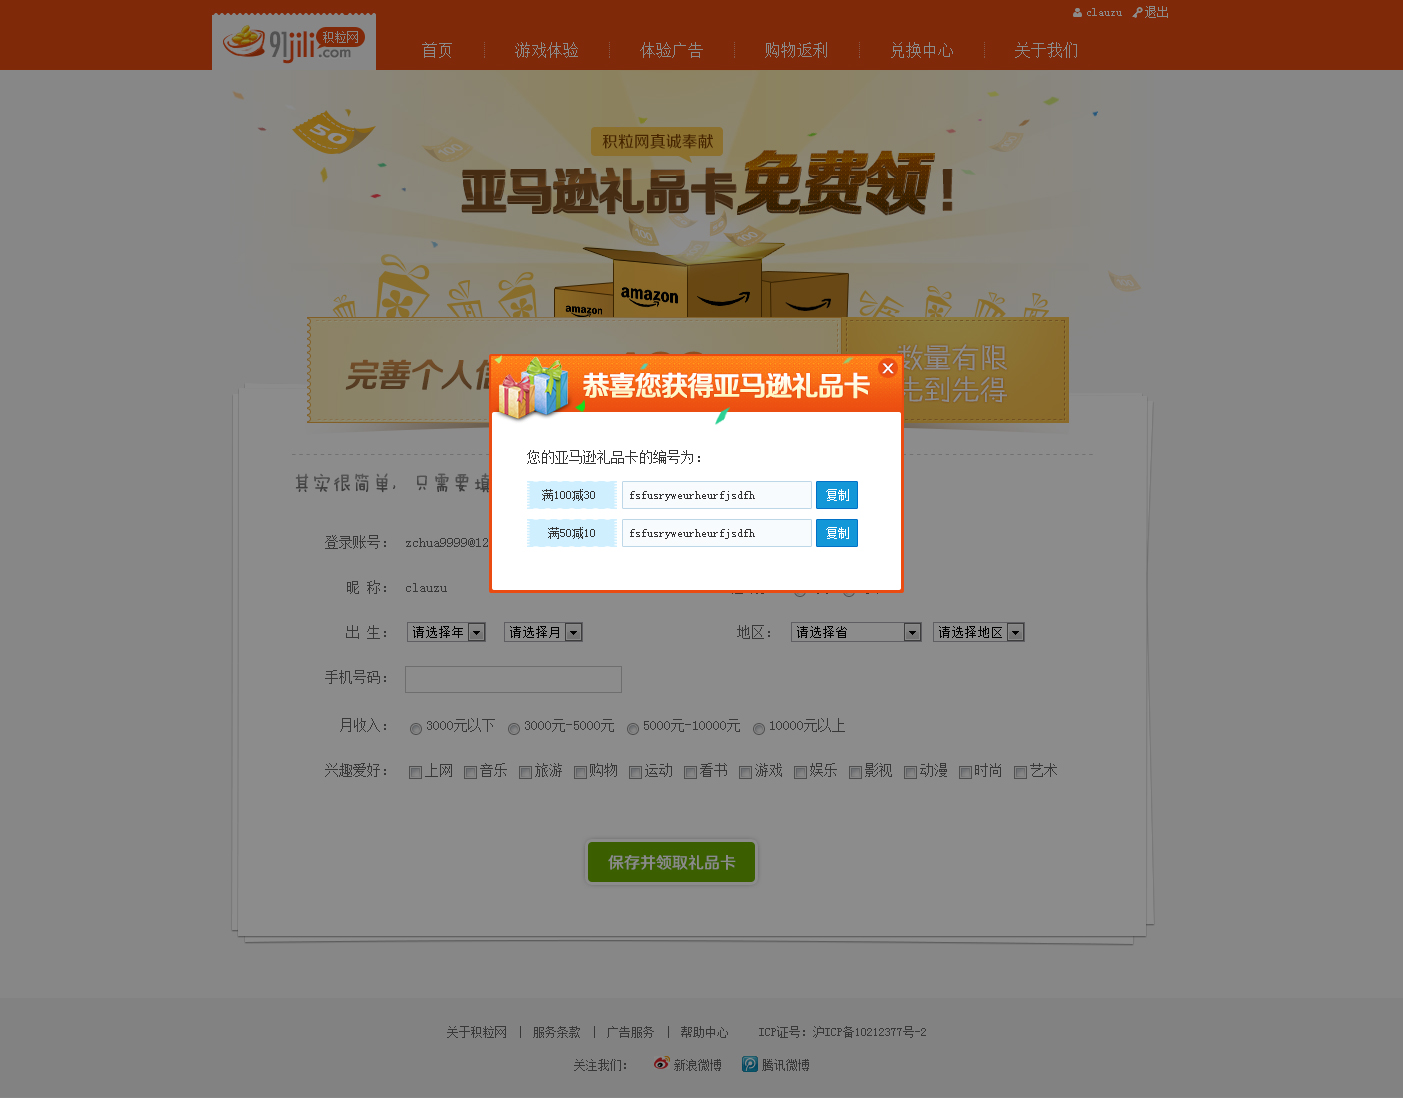 clauzu 退出
91jili.com 积粒网
首页 游戏体验 体验广告 购物返利 兑换中心 关于我们
50
100
积粒网真诚奉献
亚马逊礼品卡免费领！
100 100
amazon
amazon
完善个人信
数量有限
先到先得
恭喜您获得亚马逊礼品卡
您的亚马逊礼品卡的编号为：
满100减30 fsfusryweurheurfjsdfh 复制
满50减10 fsfusryweurheurfjsdfh 复制
其实很简单，只需要填
登录账号： zchua9999@12
昵 称： clauzu
出 生： 请选择年 请选择月 地区： 请选择省 请选择地区
手机号码：
月收入： 3000元以下 3000元-5000元 5000元-10000元 10000元以上
兴趣爱好： 上网 音乐 旅游 购物 运动 看书 游戏 娱乐 影视 动漫 时尚 艺术
保存并领取礼品卡
关于积粒网 | 服务条款 | 广告服务 | 帮助中心 ICP证号：沪ICP备10212377号-2
关注我们： 新浪微博 腾讯微博